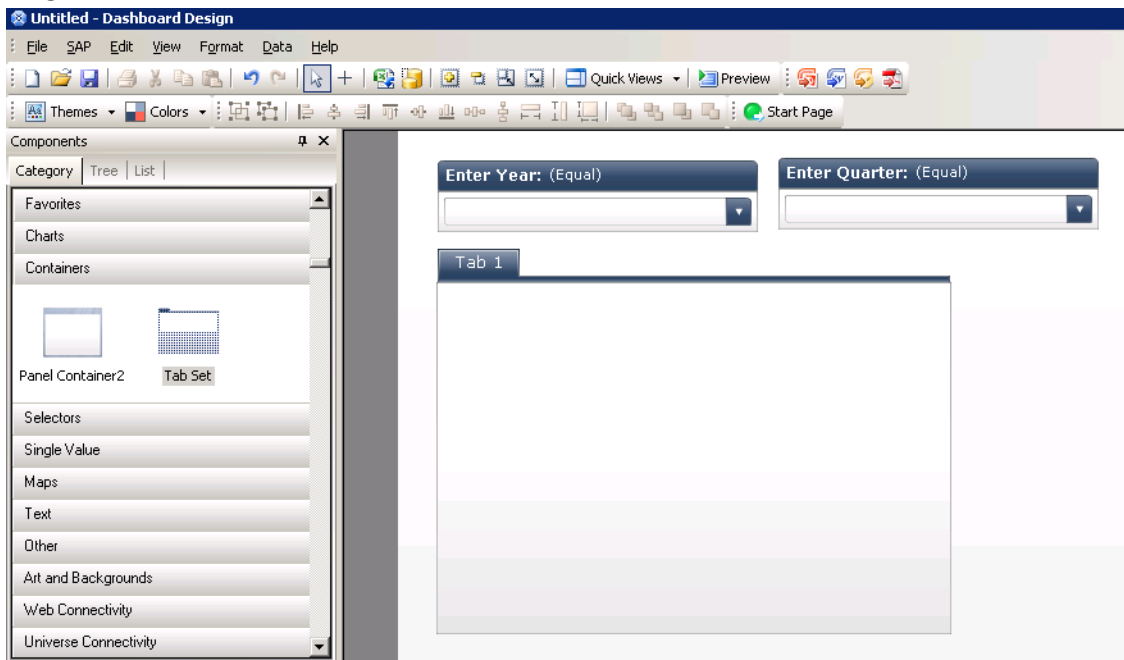 Untitled - Dashboard Design
File SAP Edit View Format Data Help
Quick Views Preview
Themes Colors Start Page
Components
Category Tree List
Favorites
Charts
Containers
Panel Container2 Tab Set
Selectors
Single Value
Maps
Text
Other
Art and Backgrounds
Web Connectivity
Universe Connectivity
Enter Year: (Equal) Enter Quarter: (Equal)
Tab 1